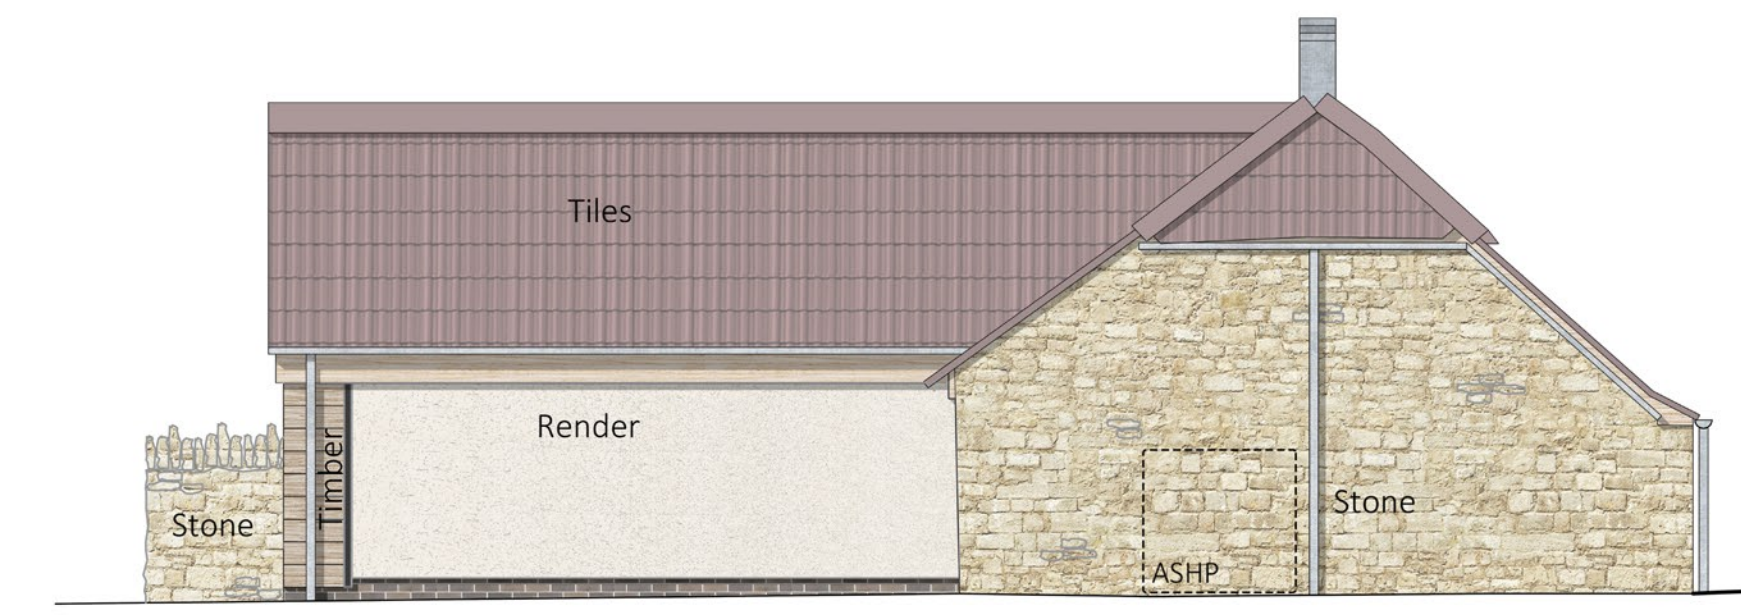 Tiles
Render
Timber
Stone
Stone
ASHP